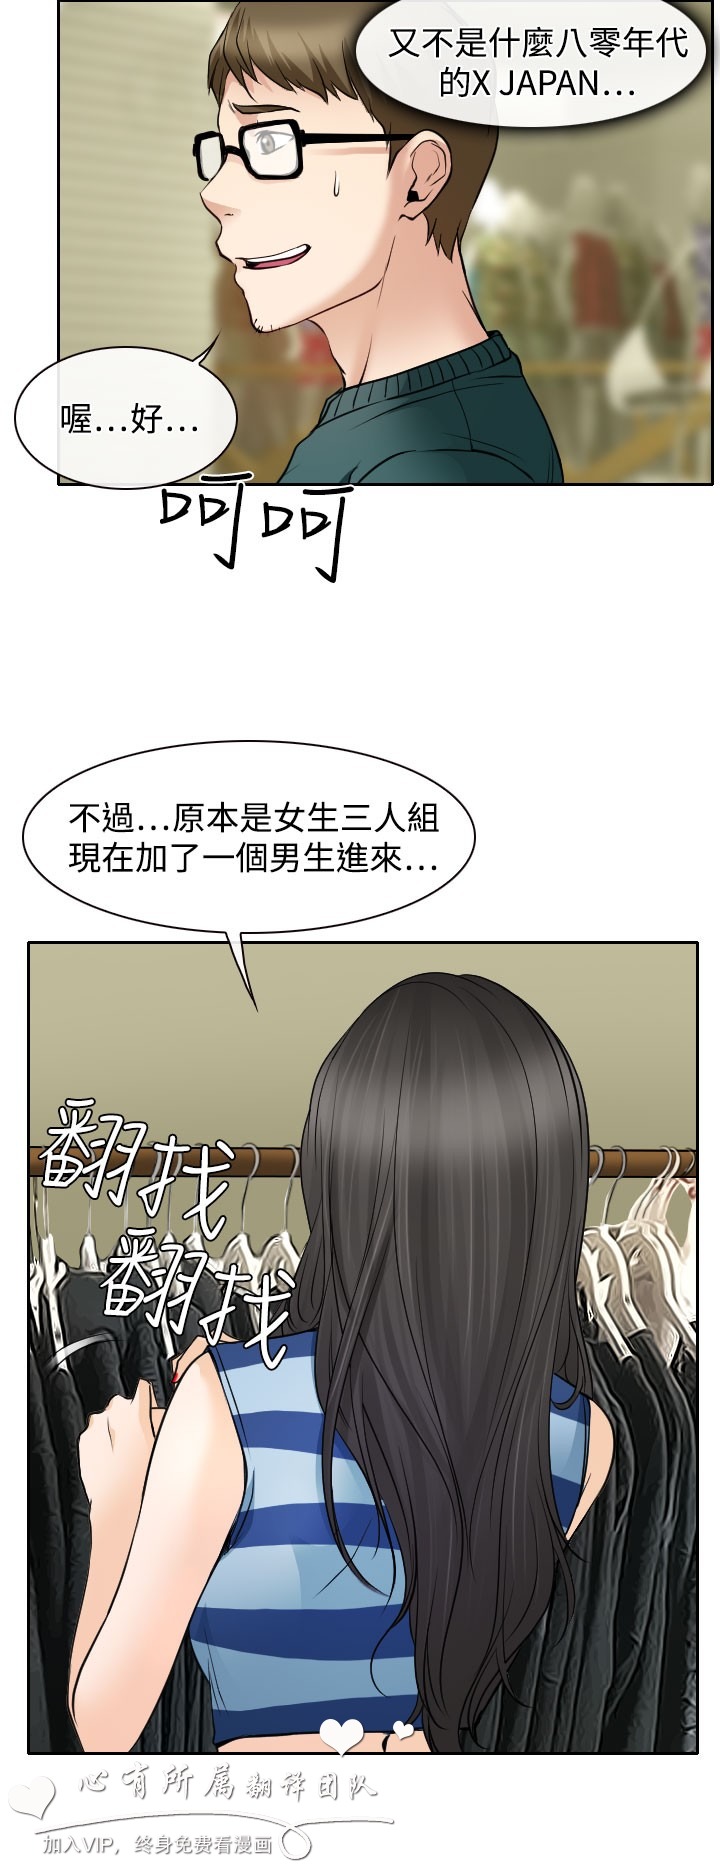 又不是什麼八零年代
的X JAPAN...
喔...好...
呵呵
不過...原本是女生三人組
現在加了一個男生進來...
翻找
翻找
心有所属翻译团队
加入VIP，终身免费看漫画